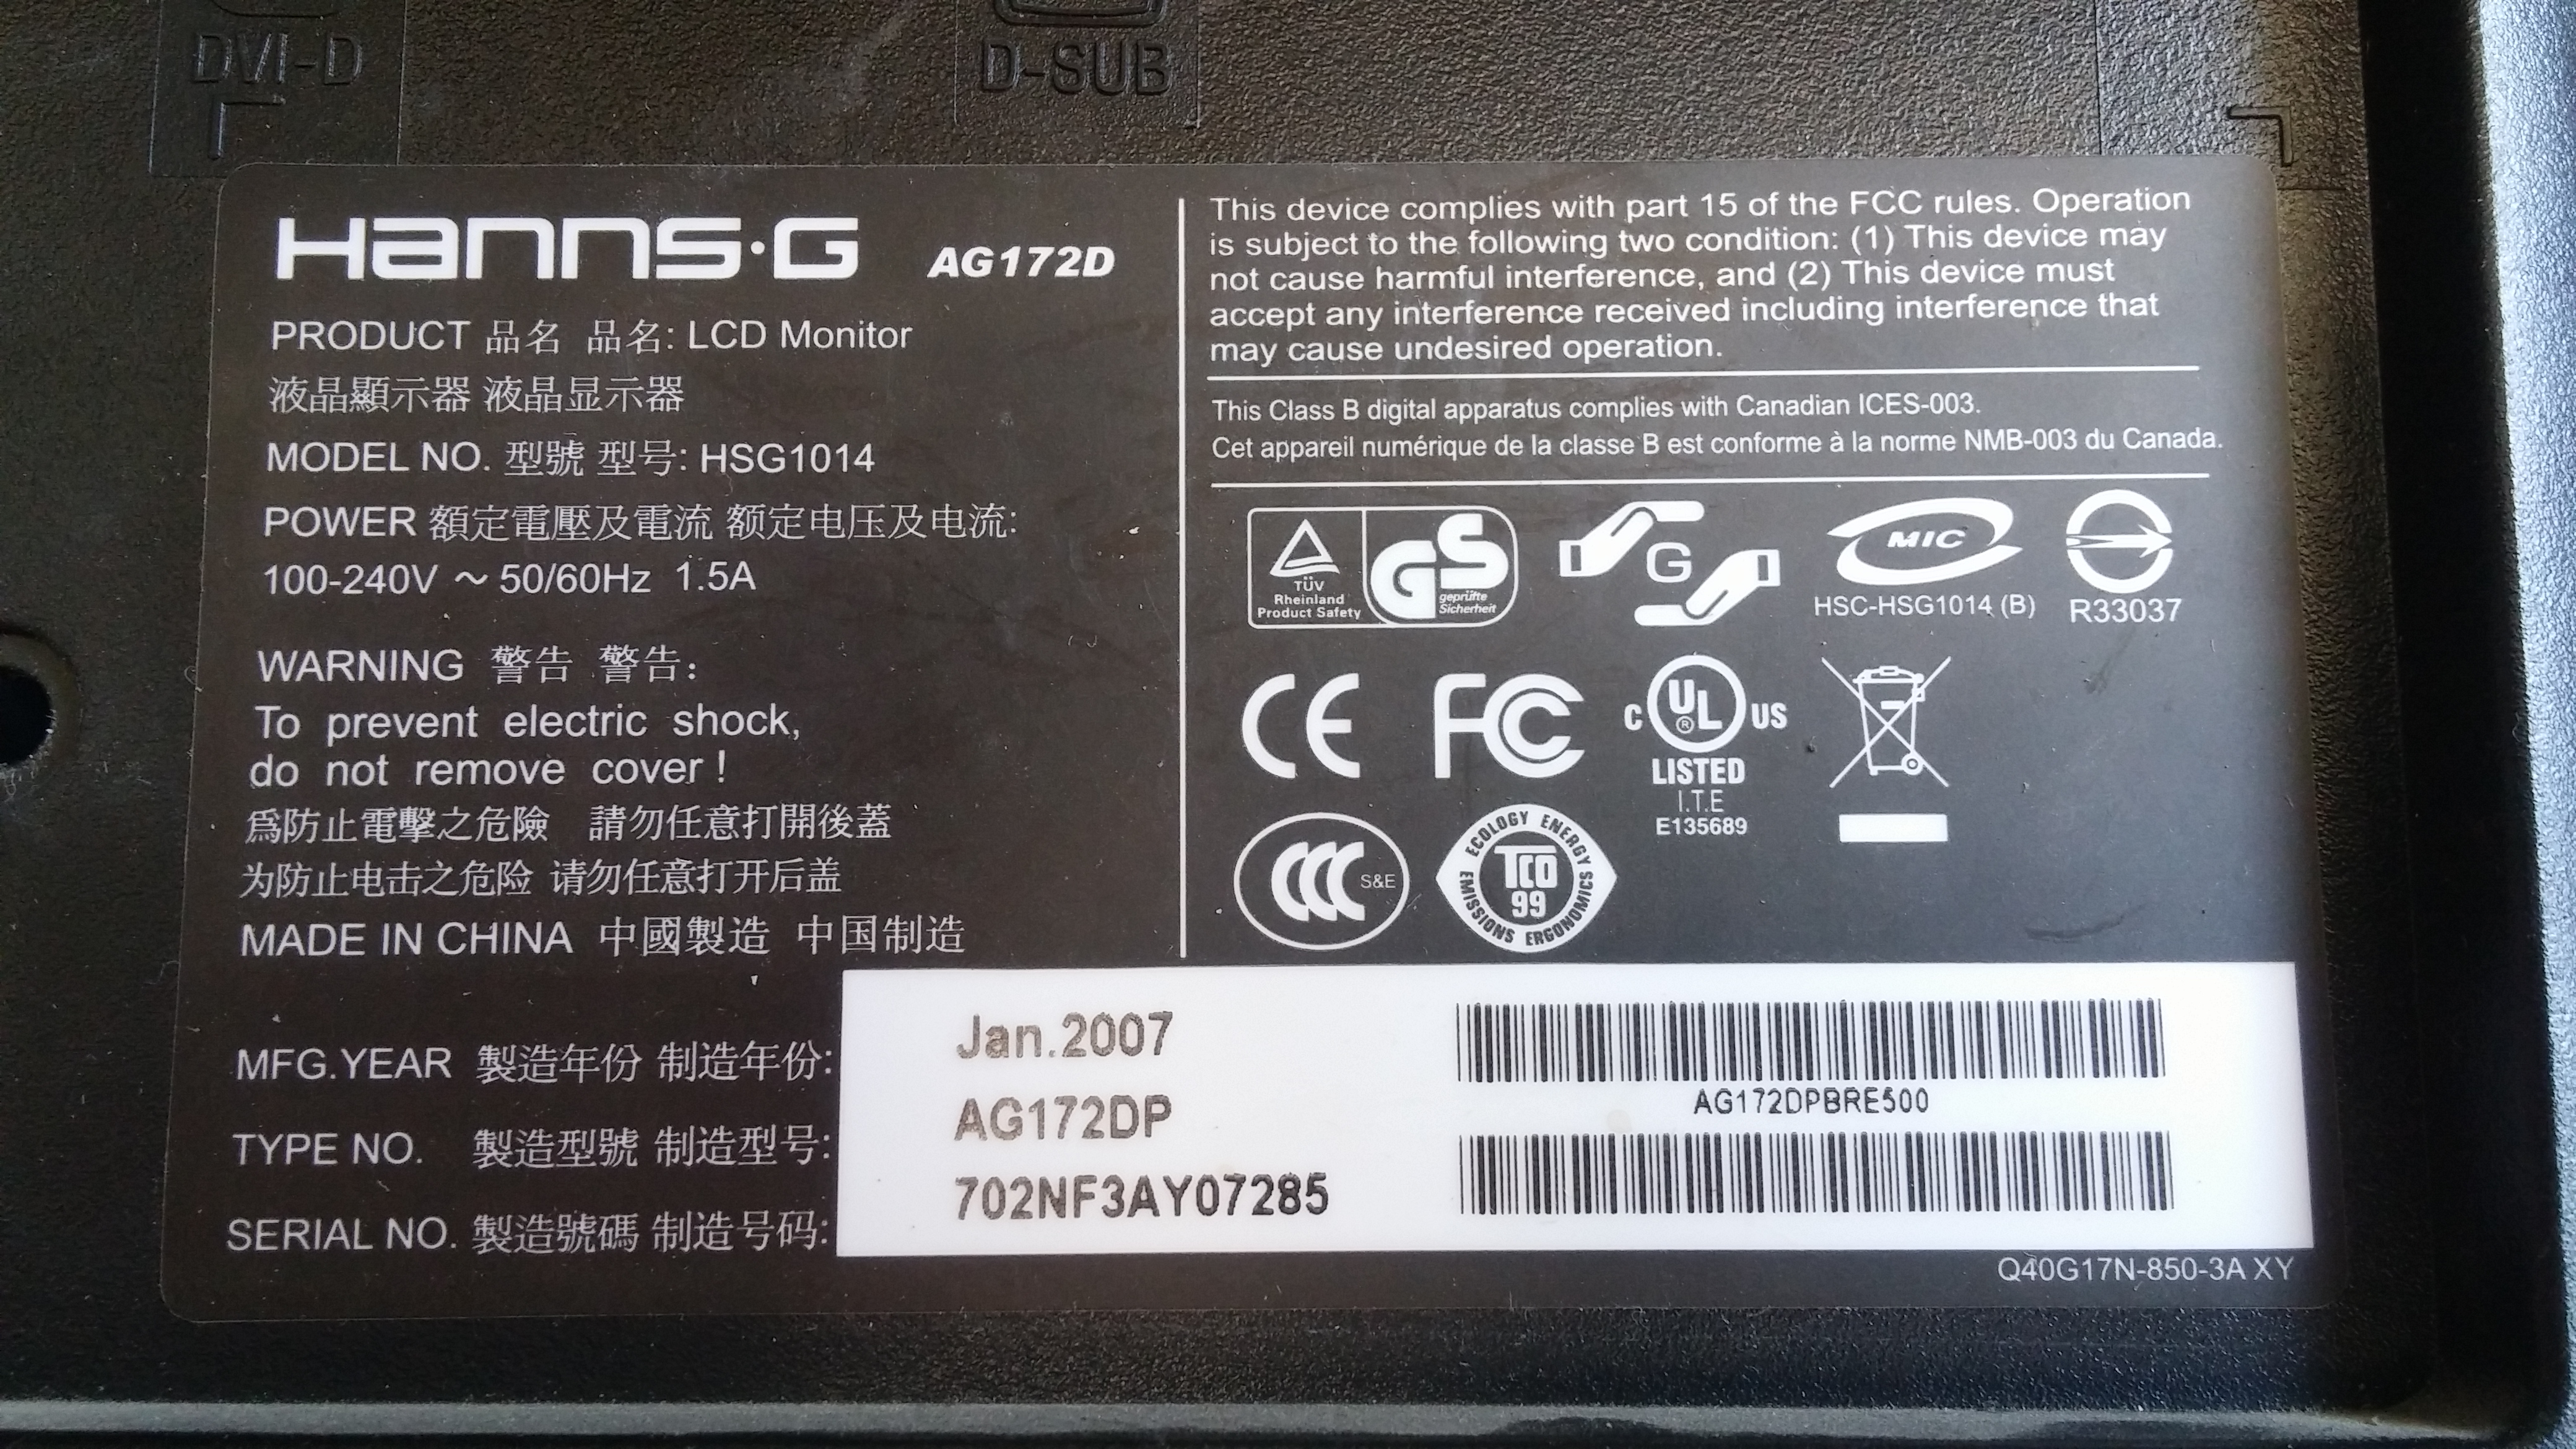 DVI-D
D-SUB
HANNS·G AG172D
PRODUCT 品名 品名: LCD Monitor
液晶顯示器 液晶显示器
MODEL NO. 型號 型号: HSG1014
POWER 額定電壓及電流 额定电压及电流:
100-240V ~ 50/60Hz 1.5A
WARNING 警告 警告:
To prevent electric shock,
do not remove cover !
爲防止電擊之危險 請勿任意打開後蓋
为防止电击之危险 请勿任意打开后盖
MADE IN CHINA 中國製造 中国制造
This device complies with part 15 of the FCC rules. Operation
is subject to the following two condition: (1) This device may
not cause harmful interference, and (2) This device must
accept any interference received including interference that
may cause undesired operation.
This Class B digital apparatus complies with Canadian ICES-003.
Cet appareil numérique de la classe B est conforme à la norme NMB-003 du Canada.
TÜV
Rheinland
Product Safety
GS
geprüfte
Sicherheit
G
MIC
HSC-HSG1014 (B)
R33037
CE
FC
C UL ® US
LISTED
I.T.E
E135689
CCC S&E
ECOLOGY ENERGY
TCO
99
EMISSIONS ERGONOMICS
MFG.YEAR 製造年份 制造年份: Jan.2007
TYPE NO. 製造型號 制造型号: AG172DP
SERIAL NO. 製造號碼 制造号码: 702NF3AY07285
AG172DPBRE500
Q40G17N-850-3A XY